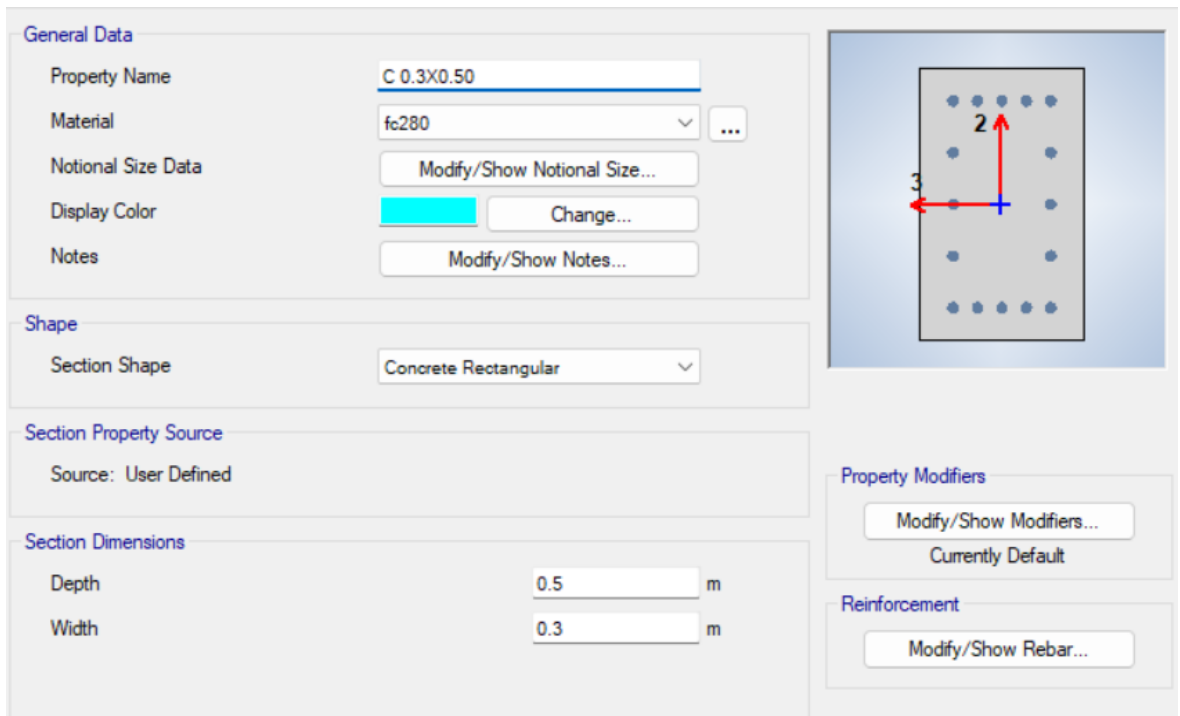 General Data
Property Name C 0.3X0.50
Material fc280 ...
Notional Size Data Modify/Show Notional Size...
Display Color Change...
Notes Modify/Show Notes...
Shape
Section Shape Concrete Rectangular
Section Property Source
Source: User Defined
Section Dimensions
Depth 0.5 m
Width 0.3 m
2
3
Property Modifiers
Modify/Show Modifiers...
Currently Default
Reinforcement
Modify/Show Rebar...